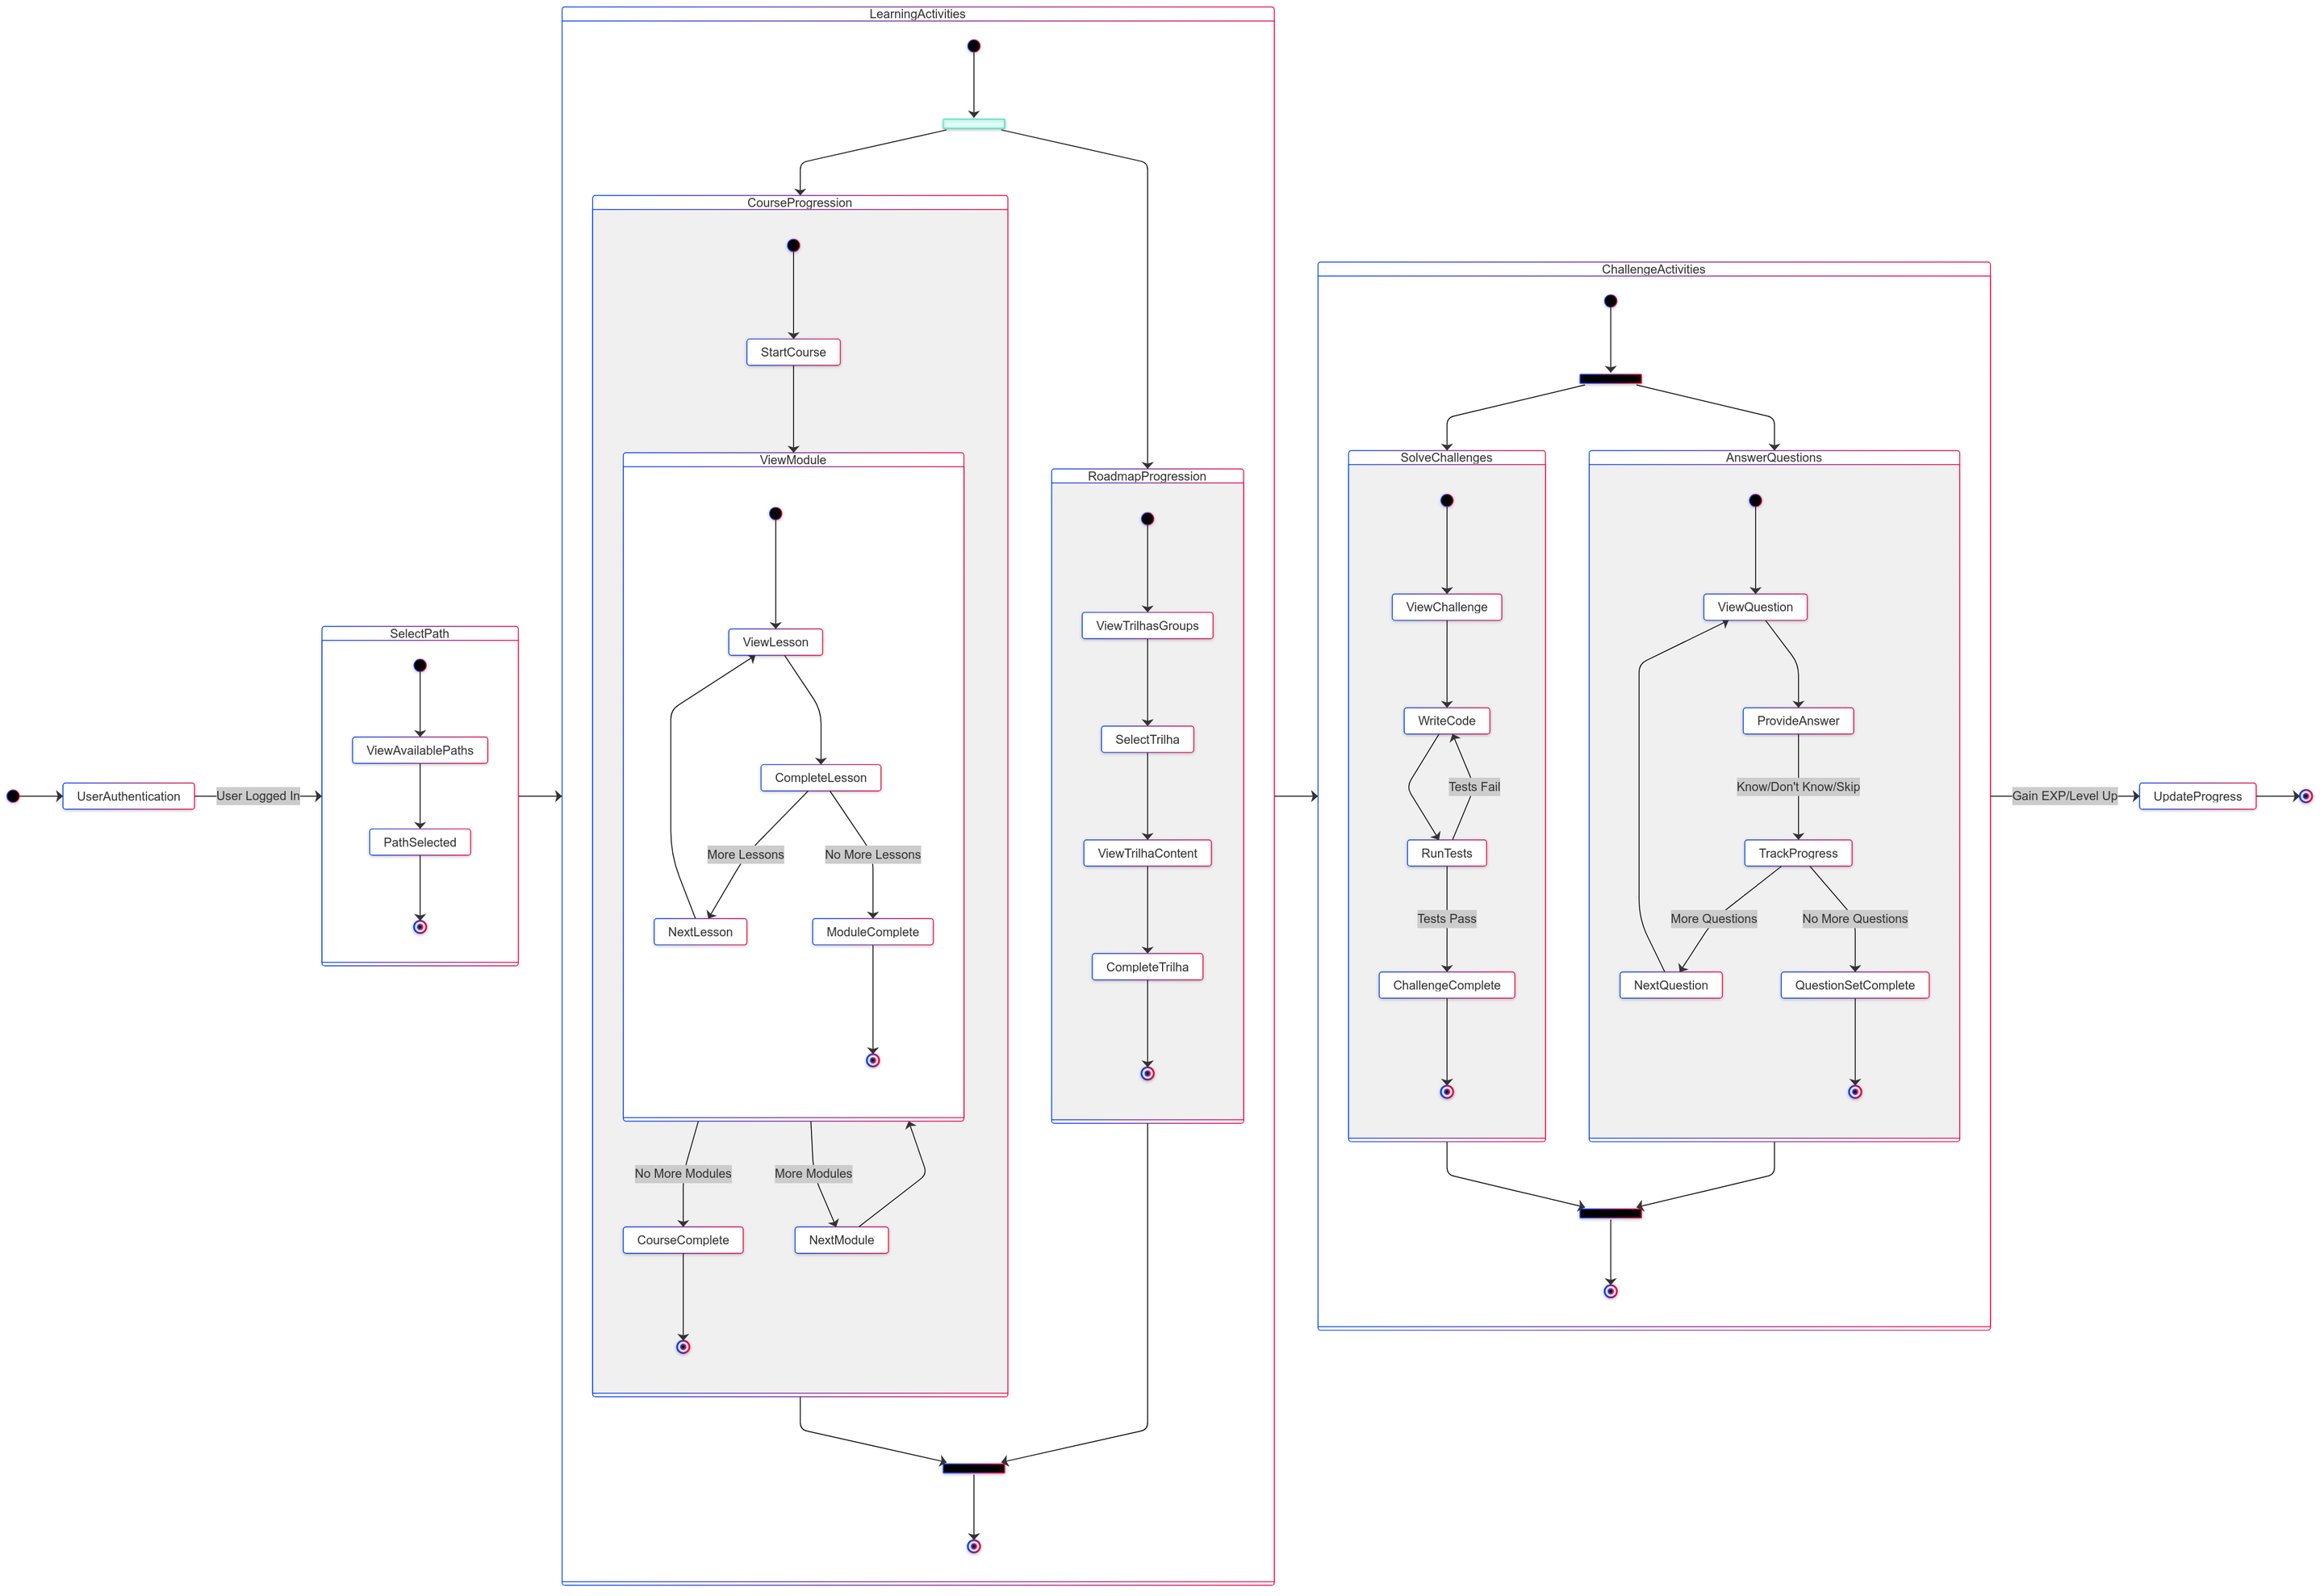 UserAuthentication
User Logged In
SelectPath
ViewAvailablePaths
PathSelected
LearningActivities
CourseProgression
StartCourse
ViewModule
ViewLesson
CompleteLesson
More Lessons
No More Lessons
NextLesson
ModuleComplete
No More Modules
More Modules
CourseComplete
NextModule
RoadmapProgression
ViewTrilhasGroups
SelectTrilha
ViewTrilhaContent
CompleteTrilha
ChallengeActivities
SolveChallenges
ViewChallenge
WriteCode
Tests Fail
RunTests
Tests Pass
ChallengeComplete
AnswerQuestions
ViewQuestion
ProvideAnswer
Know/Don't Know/Skip
TrackProgress
More Questions
No More Questions
NextQuestion
QuestionSetComplete
Gain EXP/Level Up
UpdateProgress